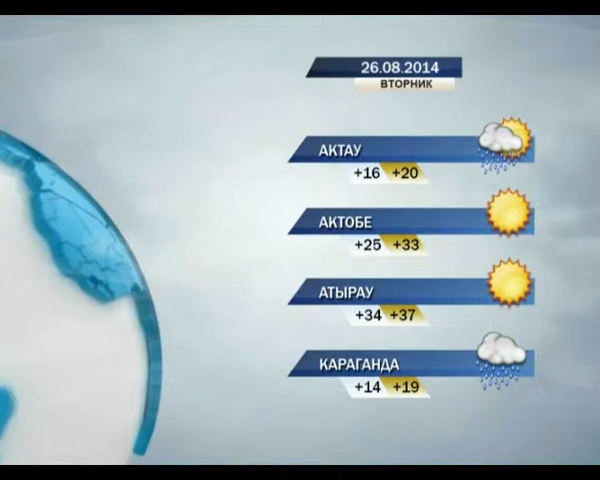 26.08.2014
ВТОРНИК
АКТАУ
+16 +20
АКТОБЕ
+25 +33
АТЫРАУ
+34 +37
КАРАГАНДА
+14 +19